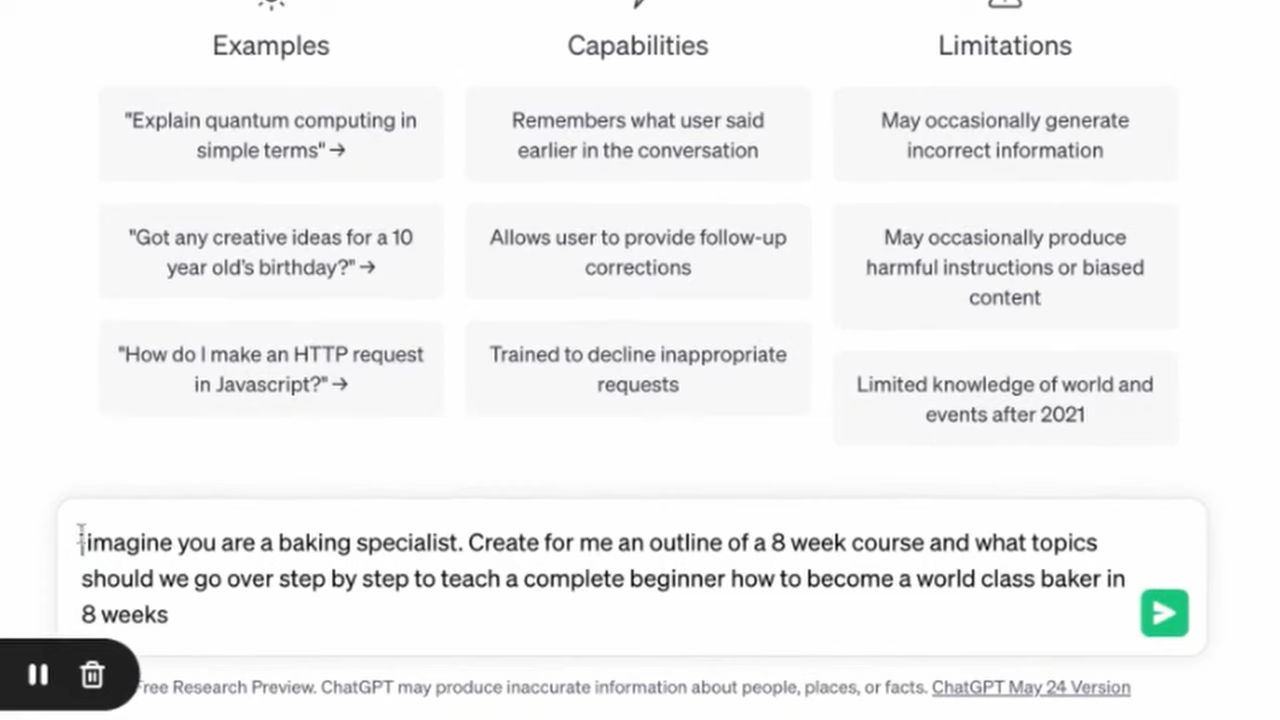 Examples
Capabilities
Limitations
"Explain quantum computing in
simple terms" →
Remembers what user said
earlier in the conversation
May occasionally generate
incorrect information
"Got any creative ideas for a 10
year old's birthday?" →
Allows user to provide follow-up
corrections
May occasionally produce
harmful instructions or biased
content
"How do I make an HTTP request
in Javascript?" →
Trained to decline inappropriate
requests
Limited knowledge of world and
events after 2021
imagine you are a baking specialist. Create for me an outline of a 8 week course and what topics
should we go over step by step to teach a complete beginner how to become a world class baker in
8 weeks
Free Research Preview. ChatGPT may produce inaccurate information about people, places, or facts. ChatGPT May 24 Version